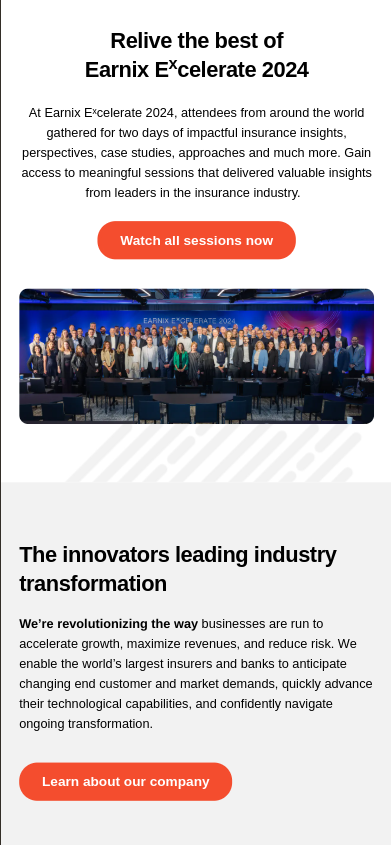 Relive the best of
Earnix Eˣcelerate 2024
At Earnix Eˣcelerate 2024, attendees from around the world
gathered for two days of impactful insurance insights,
perspectives, case studies, approaches and much more. Gain
access to meaningful sessions that delivered valuable insights
from leaders in the insurance industry.
Watch all sessions now
EARNIX EˣCELERATE 2024
The innovators leading industry
transformation
We’re revolutionizing the way businesses are run to
accelerate growth, maximize revenues, and reduce risk. We
enable the world’s largest insurers and banks to anticipate
changing end customer and market demands, quickly advance
their technological capabilities, and confidently navigate
ongoing transformation.
Learn about our company